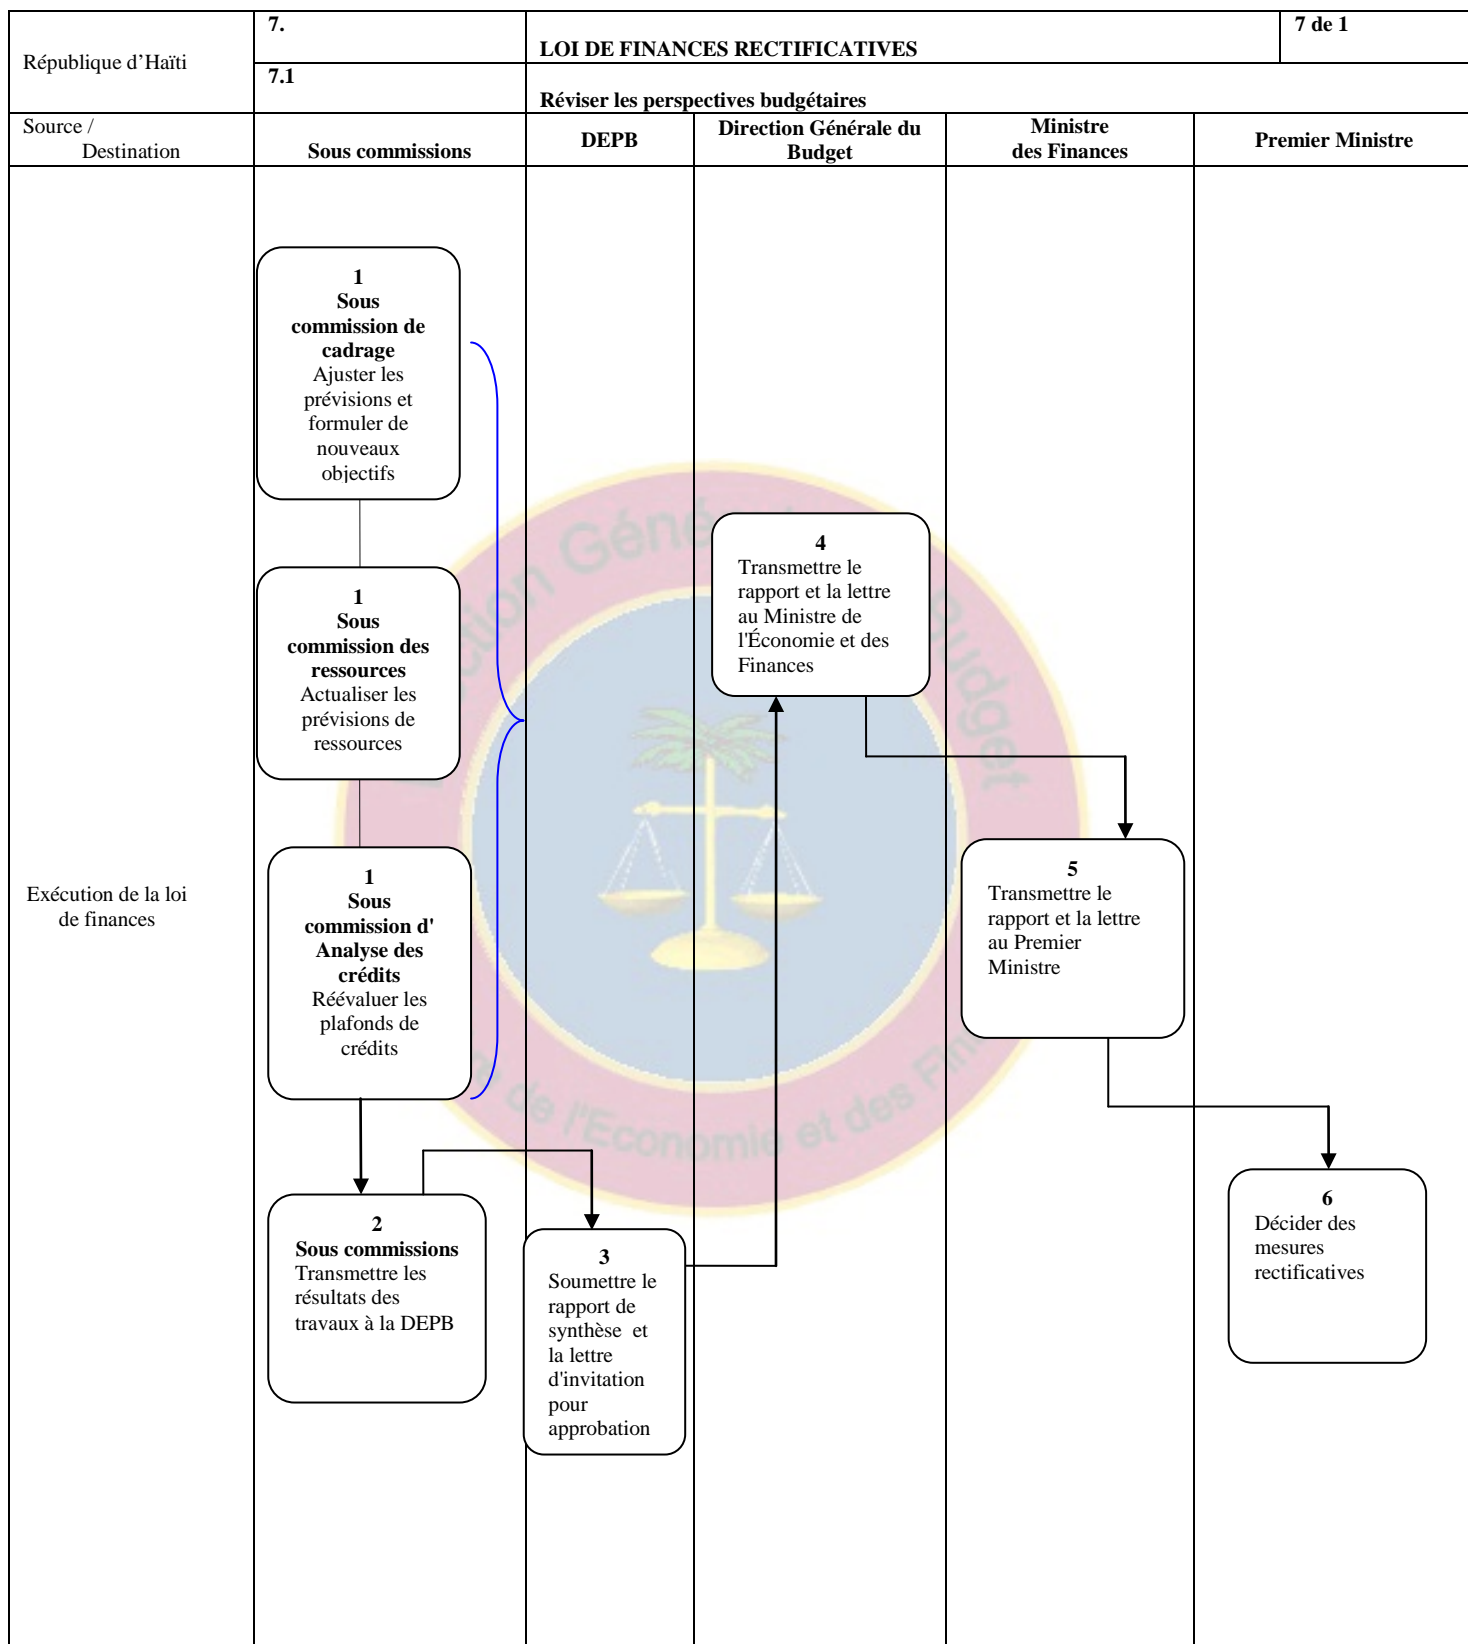 République d'Haïti
7.
LOI DE FINANCES RECTIFICATIVES
7 de 1
7.1
Réviser les perspectives budgétaires
Source /
Destination
Sous commissions
DEPB
Direction Générale du
Budget
Ministre
des Finances
Premier Ministre
Exécution de la loi
de finances
1
Sous
commission de
cadrage
Ajuster les
prévisions et
formuler de
nouveaux
objectifs
1
Sous
commission des
ressources
Actualiser les
prévisions de
ressources
1
Sous
commission d'
Analyse des
crédits
Réévaluer les
plafonds de
crédits
2
Sous commissions
Transmettre les
résultats des
travaux à la DEPB
3
Soumettre le
rapport de
synthèse et
la lettre
d'invitation
pour
approbation
4
Transmettre le
rapport et la lettre
au Ministre de
l'Économie et des
Finances
5
Transmettre le
rapport et la lettre
au Premier
Ministre
6
Décider des
mesures
rectificatives
Budget
de l'Economie et des